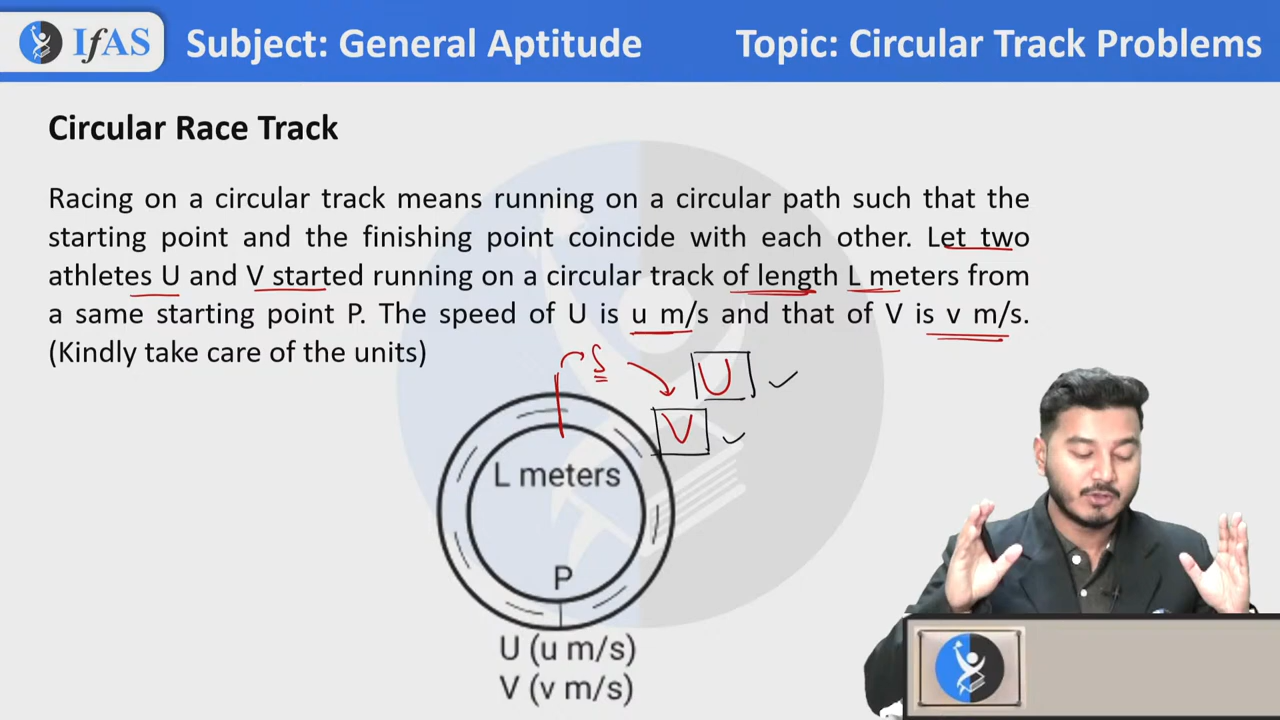 IfAS
Subject: General Aptitude
Topic: Circular Track Problems
Circular Race Track
Racing on a circular track means running on a circular path such that the
starting point and the finishing point coincide with each other. Let two
athletes U and V started running on a circular track of length L meters from
a same starting point P. The speed of U is u m/s and that of V is v m/s.
(Kindly take care of the units)
S
U
V
L meters
P
U (u m/s)
V (v m/s)